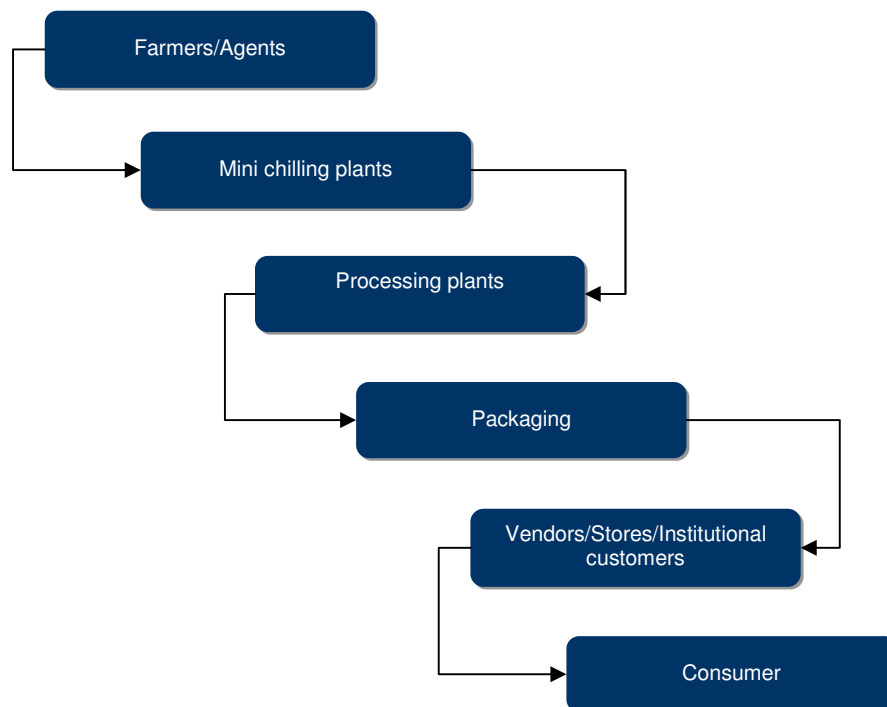 Farmers/Agents
Mini chilling plants
Processing plants
Packaging
Vendors/Stores/Institutional
customers
Consumer